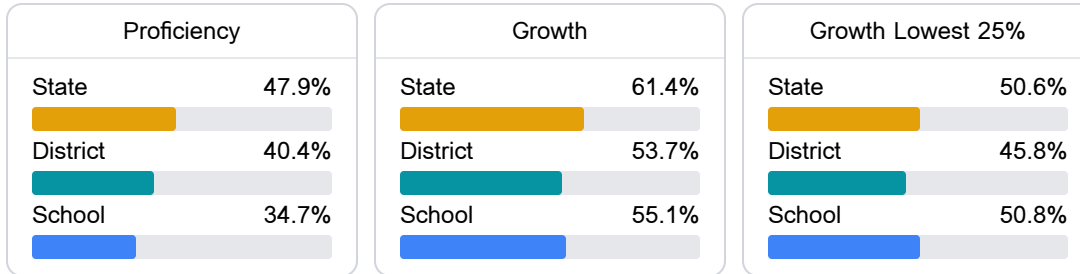 Proficiency
State 47.9%
District 40.4%
School 34.7%
Growth
State 61.4%
District 53.7%
School 55.1%
Growth Lowest 25%
State 50.6%
District 45.8%
School 50.8%